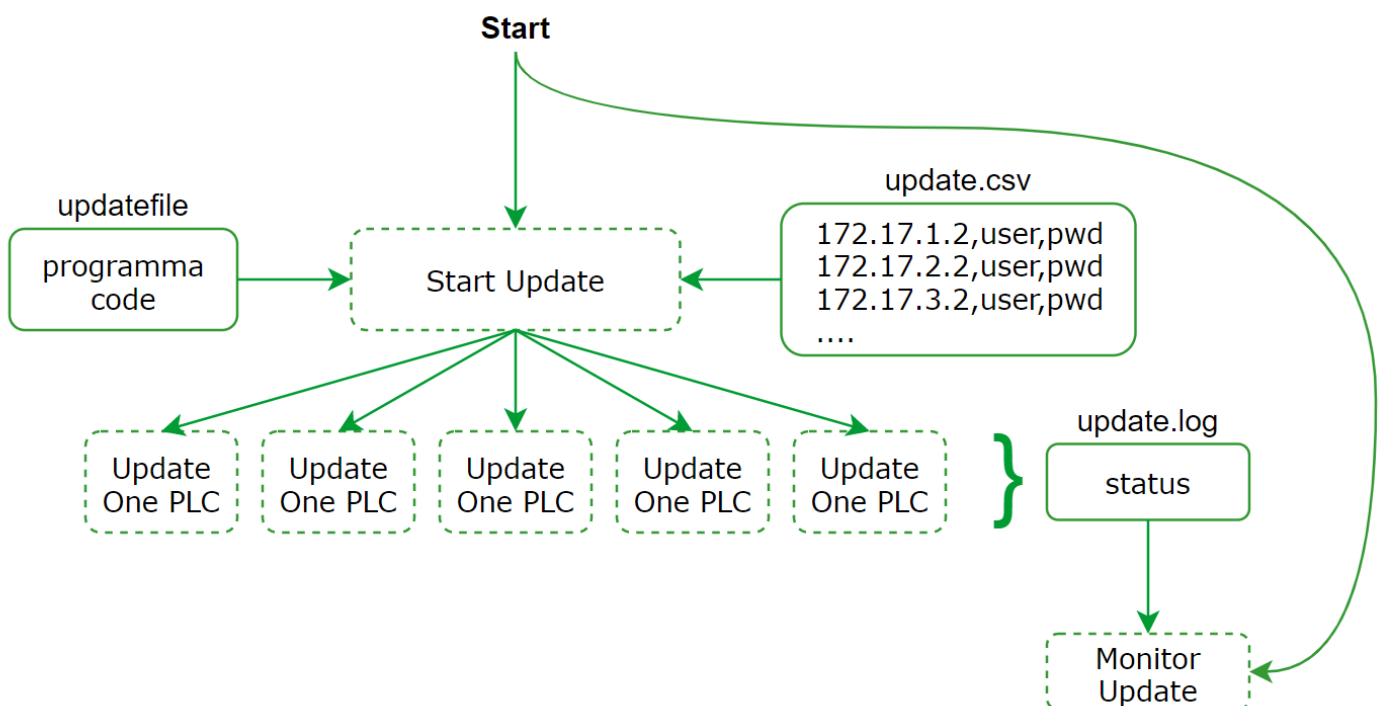 Start
updatefile
programma
code
Start Update
update.csv
172.17.1.2,user,pwd
172.17.2.2,user,pwd
172.17.3.2,user,pwd
....
Update
One PLC
Update
One PLC
Update
One PLC
Update
One PLC
Update
One PLC
}
update.log
status
Monitor
Update